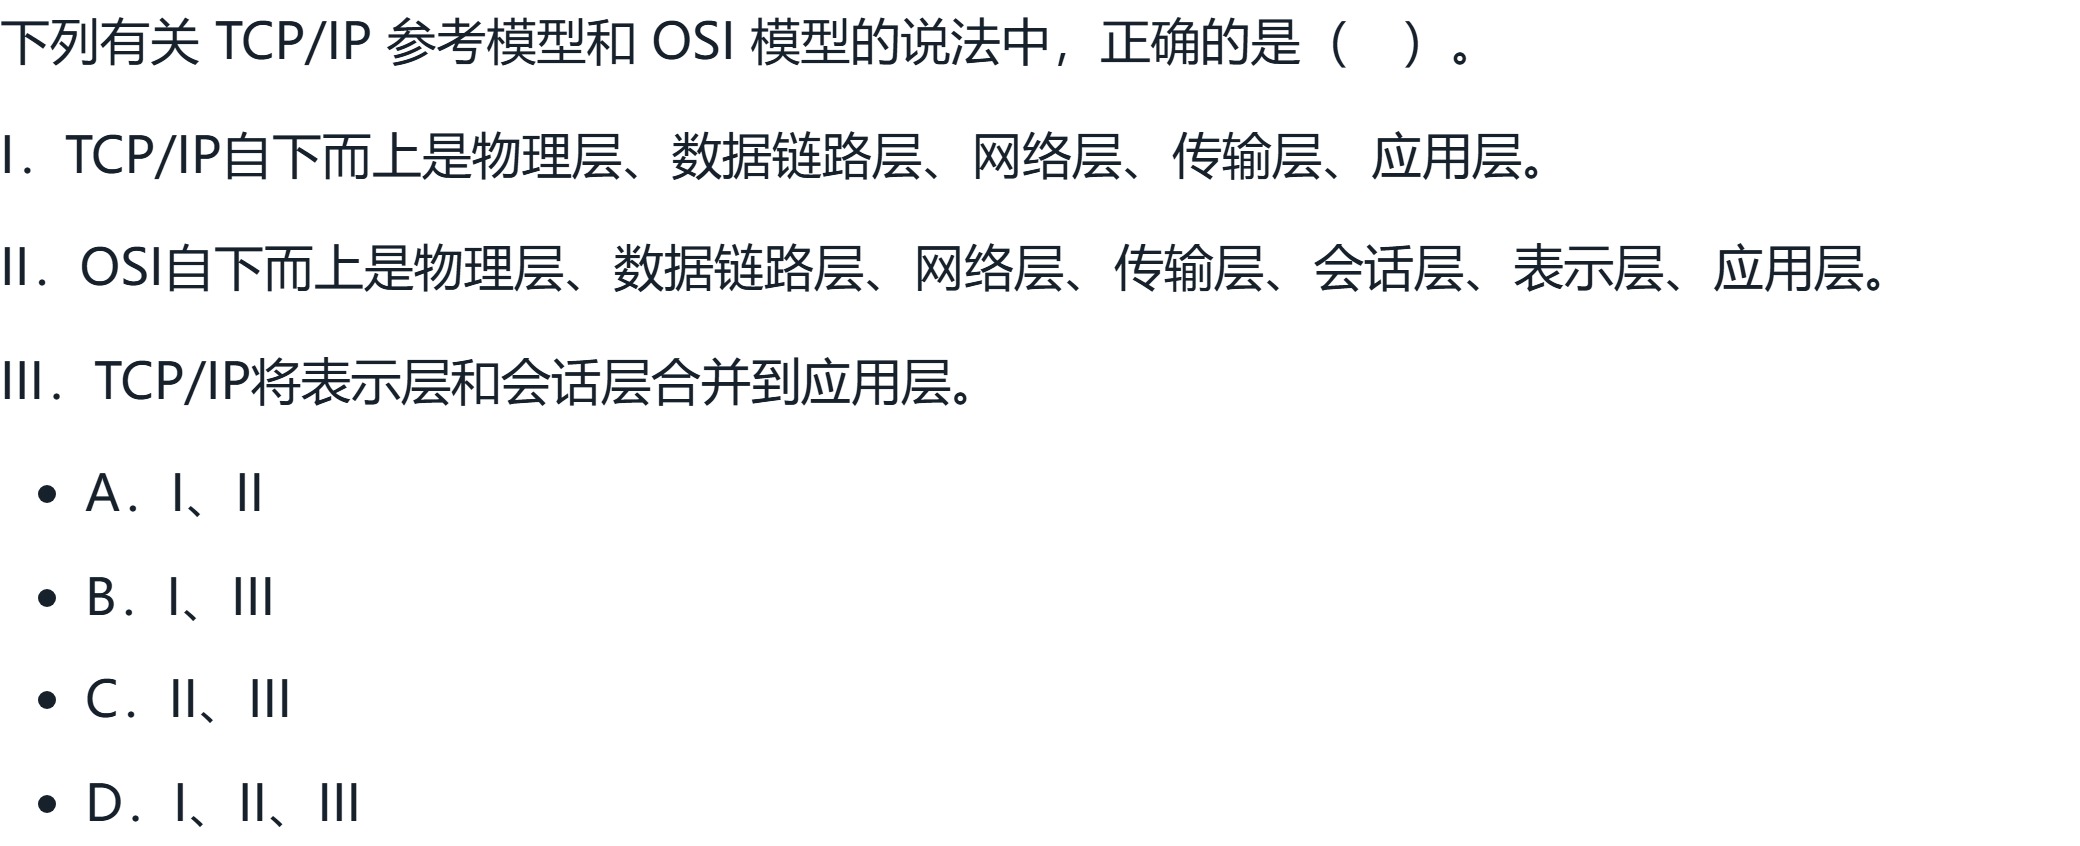 下列有关 TCP/IP 参考模型和 OSI 模型的说法中，正确的是（　）。
I．TCP/IP自下而上是物理层、数据链路层、网络层、传输层、应用层。
II．OSI自下而上是物理层、数据链路层、网络层、传输层、会话层、表示层、应用层。
III．TCP/IP将表示层和会话层合并到应用层。
• A．I、II
• B．I、III
• C．II、III
• D．I、II、III